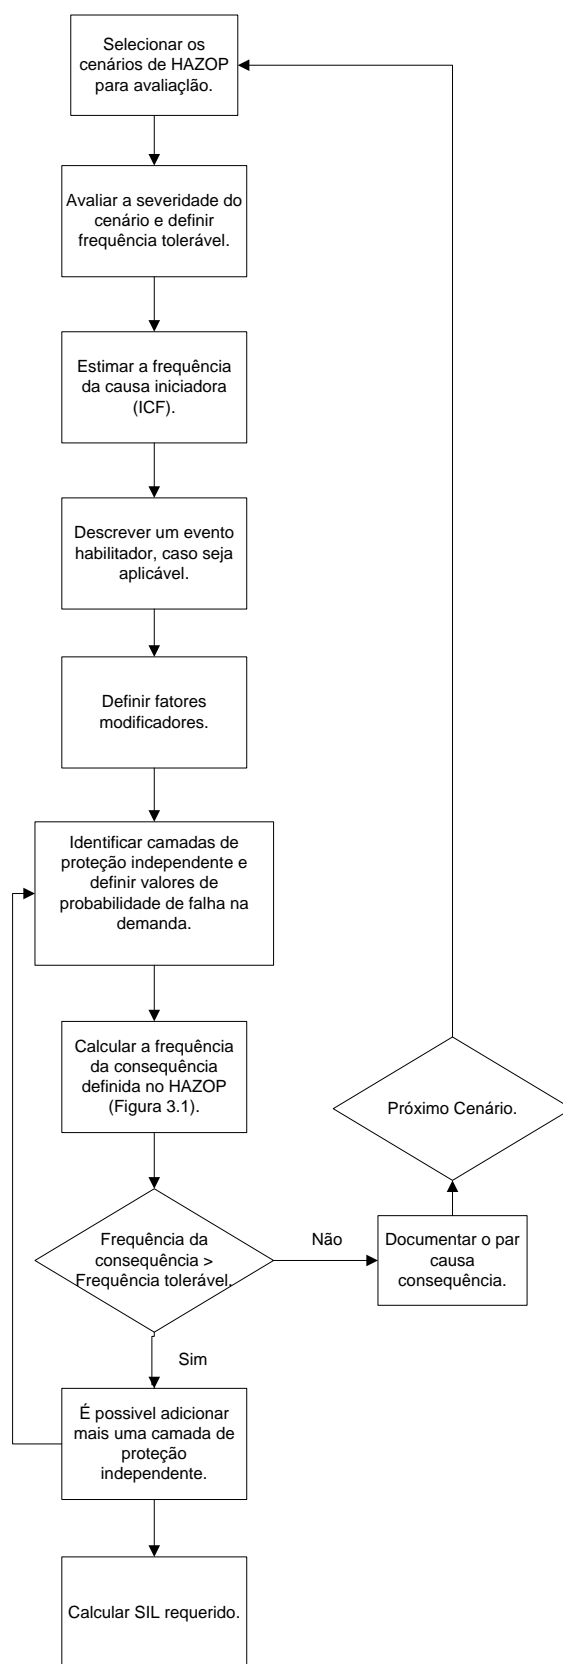 Selecionar os
cenários de HAZOP
para avaliaçlão.
Avaliar a severidade do
cenário e definir
frequência tolerável.
Estimar a frequência
da causa iniciadora
(ICF).
Descrever um evento
habilitador, caso seja
aplicável.
Definir fatores
modificadores.
Identificar camadas de
proteção independente e
definir valores de
probabilidade de falha na
demanda.
Calcular a frequência
da consequência
definida no HAZOP
(Figura 3.1).
Próximo Cenário.
Frequência da
consequência >
Frequência tolerável.
Não
Documentar o par
causa
consequência.
Sim
É possivel adicionar
mais uma camada de
proteção
independente.
Calcular SIL requerido.